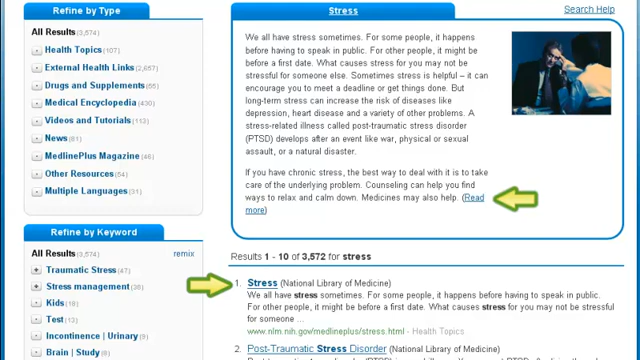 Refine by Type
All Results (3,574)
Health Topics (107)
External Health Links (2,657)
Drugs and Supplements (55)
Medical Encyclopedia (430)
Videos and Tutorials (113)
News (81)
MedlinePlus Magazine (46)
Other Resources (54)
Multiple Languages (31)
Refine by Keyword
All Results (3,574)
remix
Traumatic Stress (47)
Stress management (36)
Kids (19)
Test (13)
Incontinence | Urinary (9)
Brain | Study (9)
Stress
Search Help
We all have stress sometimes. For some people, it happens
before having to speak in public. For other people, it might be
before a first date. What causes stress for you may not be
stressful for someone else. Sometimes stress is helpful – it can
encourage you to meet a deadline or get things done. But
long-term stress can increase the risk of diseases like
depression, heart disease and a variety of other problems. A
stress-related illness called post-traumatic stress disorder
(PTSD) develops after an event like war, physical or sexual
assault, or a natural disaster.
If you have chronic stress, the best way to deal with it is to take
care of the underlying problem. Counseling can help you find
ways to relax and calm down. Medicines may also help. (Read
more)
Results 1 - 10 of 3,572 for stress
1. Stress (National Library of Medicine)
We all have stress sometimes. For some people, it happens before having to speak in public.
For other people, it might be before a first date. What causes stress for you may not be stressful
for someone ...
www.nlm.nih.gov/medlineplus/stress.html - Health Topics
2. Post-Traumatic Stress Disorder (National Library of Medicine)